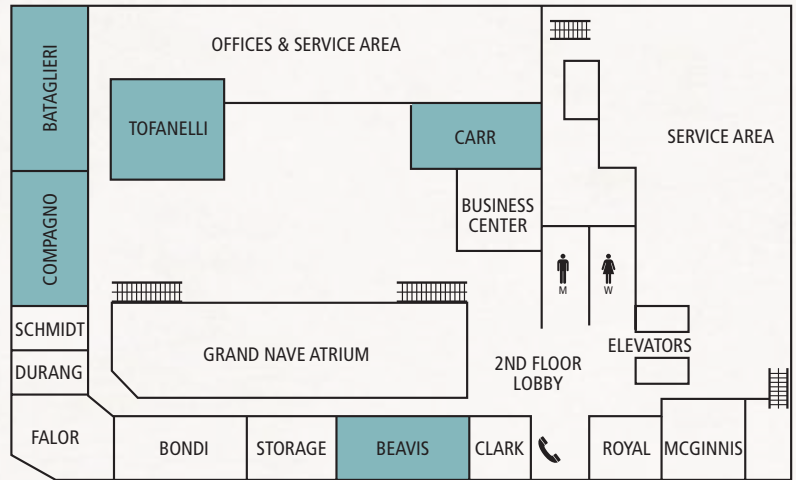 OFFICES & SERVICE AREA
BATAGLIERI
TOFANELLI
CARR
SERVICE AREA
BUSINESS
CENTER
COMPAGNO
M
W
SCHMIDT
DURANG
GRAND NAVE ATRIUM
2ND FLOOR
LOBBY
ELEVATORS
FALOR
BONDI
STORAGE
BEAVIS
CLARK
ROYAL
MCGINNIS